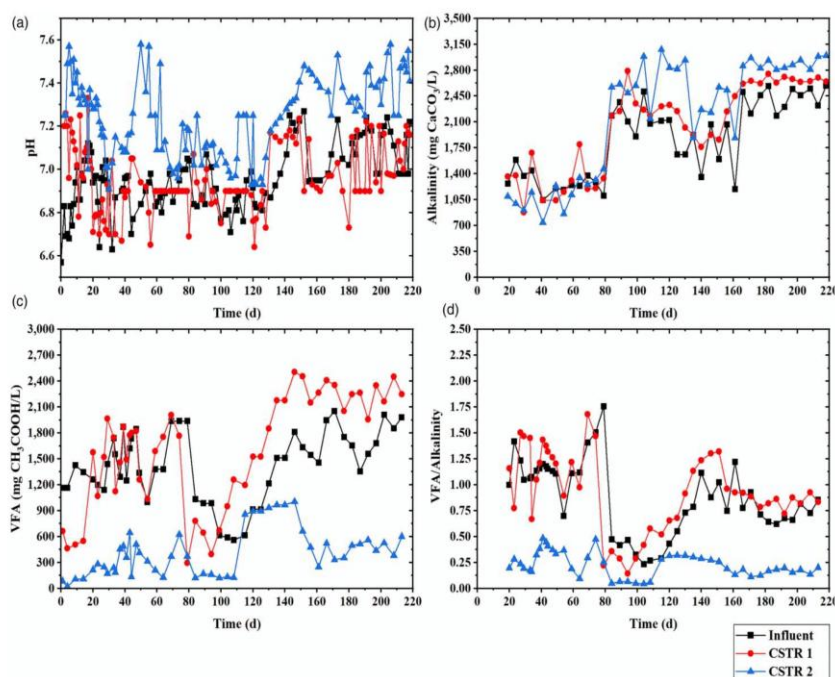 (a)
7.6
7.4
7.2
7.0
6.8
6.6
pH
0 20 40 60 80 100 120 140 160 180 200 220
Time (d)
(b)
3,500
3,150
2,800
2,450
2,100
1,750
1,400
1,050
700
350
0
Alkalinity (mg CaCO3/L)
0 20 40 60 80 100 120 140 160 180 200 220
Time (d)
(c)
3,000
2,700
2,400
2,100
1,800
1,500
1,200
900
600
300
0
VFA (mg CH3COOH/L)
0 20 40 60 80 100 120 140 160 180 200 220
Time (d)
(d)
2.50
2.25
2.00
1.75
1.50
1.25
1.00
0.75
0.50
0.25
0.00
VFA/Alkalinity
0 20 40 60 80 100 120 140 160 180 200 220
Time (d)
Influent
CSTR 1
CSTR 2